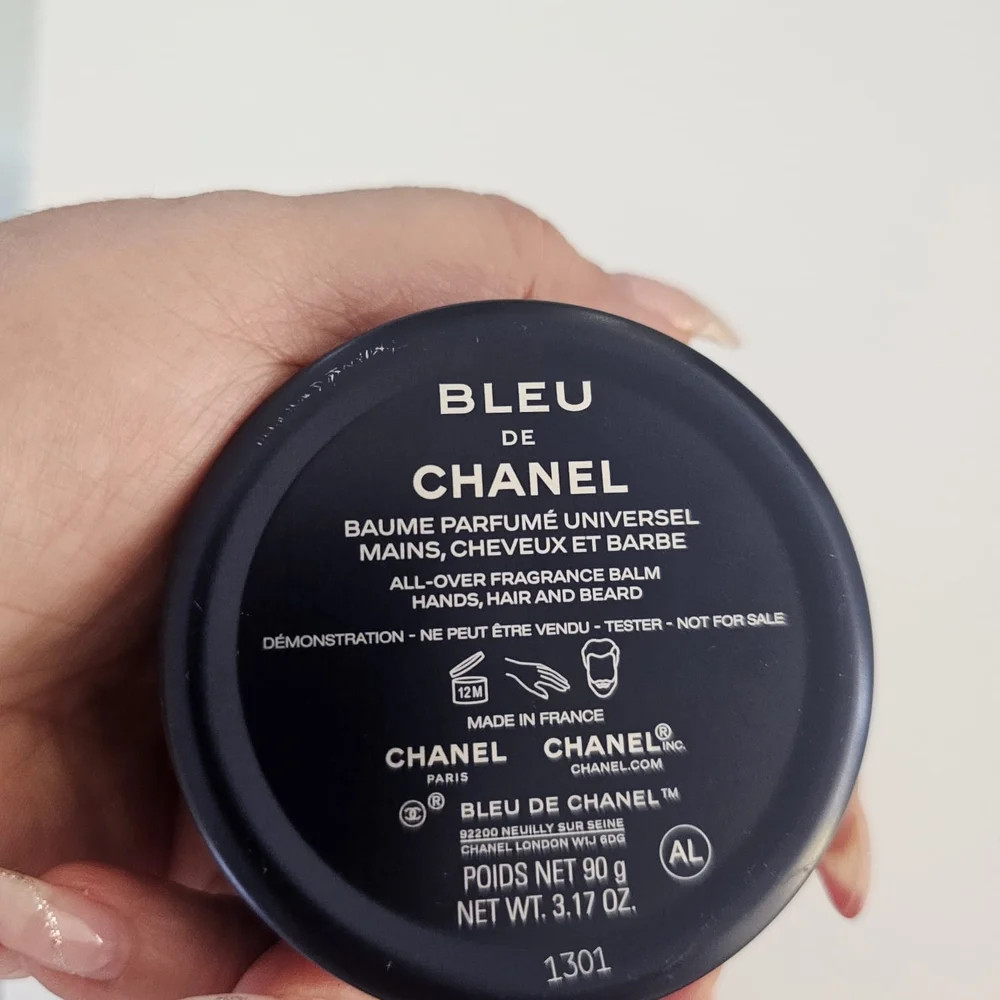 BLEU
DE
CHANEL
BAUME PARFUMÉ UNIVERSEL
MAINS, CHEVEUX ET BARBE
ALL-OVER FRAGRANCE BALM
HANDS, HAIR AND BEARD
DÉMONSTRATION - NE PEUT ÊTRE VENDU - TESTER - NOT FOR SALE
12M
MADE IN FRANCE
CHANEL CHANEL® INC.
PARIS CHANEL.COM
® BLEU DE CHANEL™
92200 NEUILLY SUR SEINE
CHANEL LONDON W1J 6DG
AL
POIDS NET 90 g
NET WT. 3.17 OZ.
1301